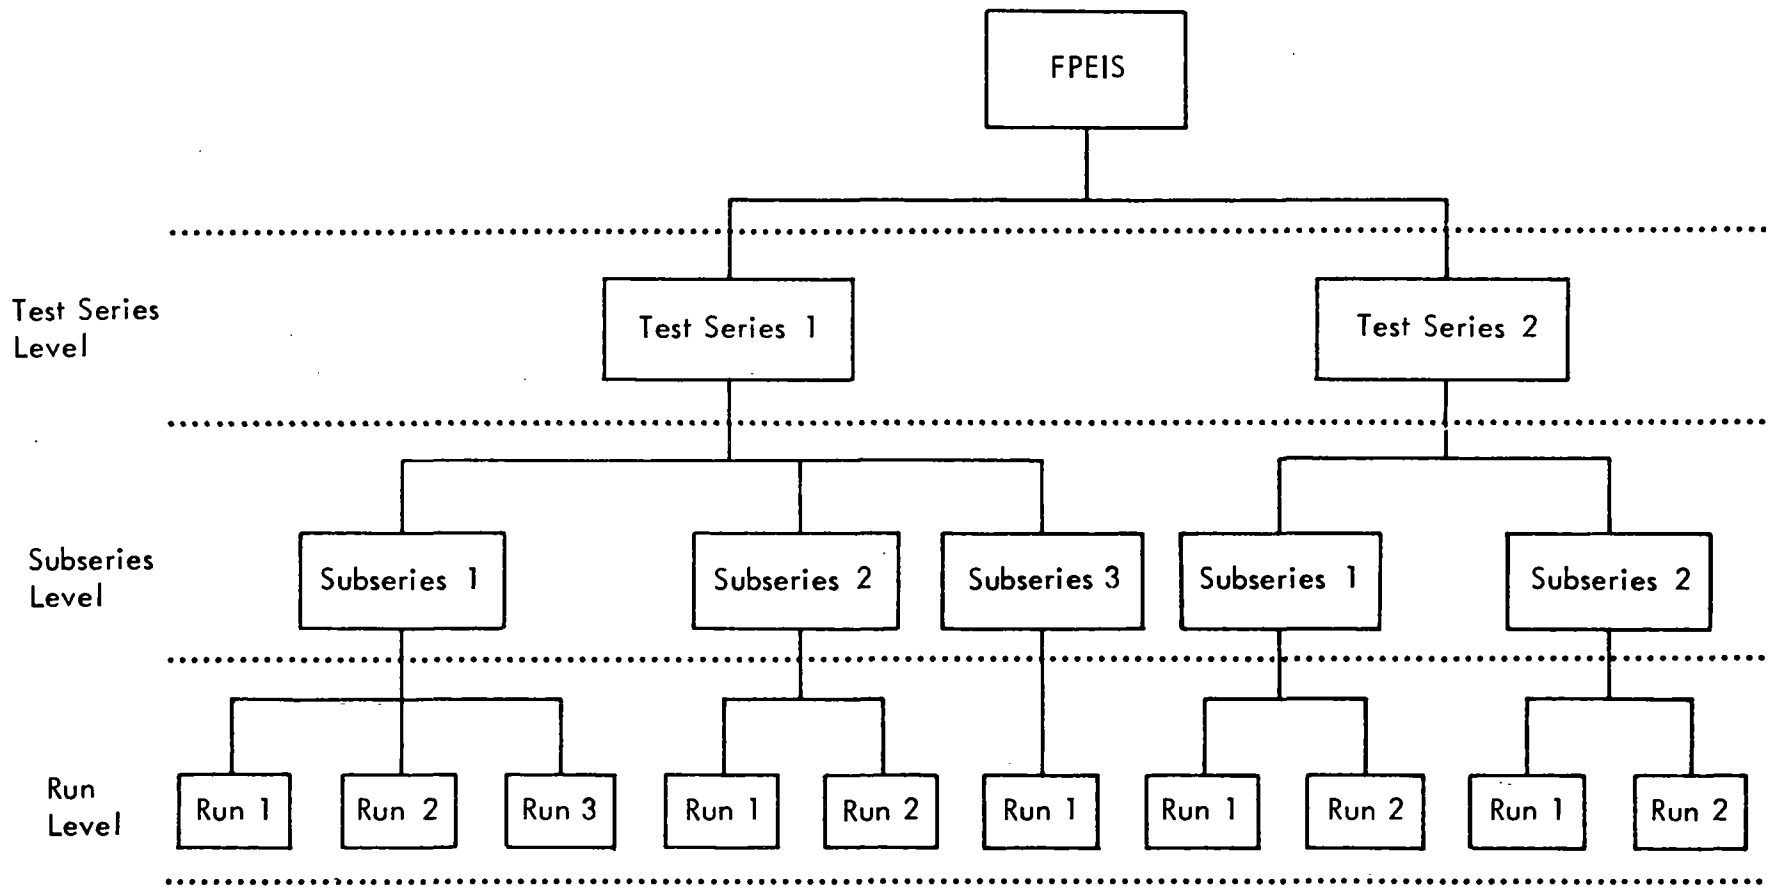 FPEIS
Test Series
Level
Test Series 1
Test Series 2
Subseries
Level
Subseries 1
Subseries 2
Subseries 3
Subseries 1
Subseries 2
Run
Level
Run 1
Run 2
Run 3
Run 1
Run 2
Run 1
Run 1
Run 2
Run 1
Run 2